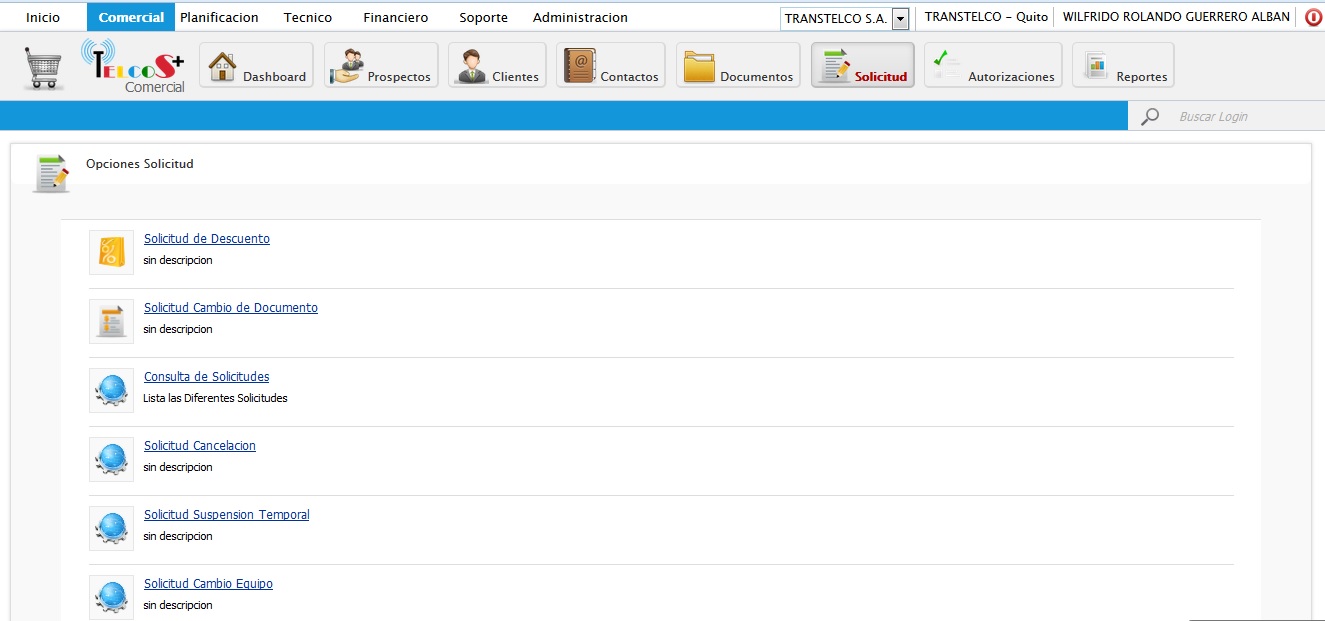 Inicio Comercial Planificacion Tecnico Financiero Soporte Administracion TRANSTELCO S.A. TRANSTELCO - Quito WILFRIDO ROLANDO GUERRERO ALBAN
TELCOS+ Comercial Dashboard Prospectos Clientes Contactos Documentos Solicitud Autorizaciones Reportes
Buscar Login
Opciones Solicitud
Solicitud de Descuento
sin descripcion
Solicitud Cambio de Documento
sin descripcion
Consulta de Solicitudes
Lista las Diferentes Solicitudes
Solicitud Cancelacion
sin descripcion
Solicitud Suspension Temporal
sin descripcion
Solicitud Cambio Equipo
sin descripcion